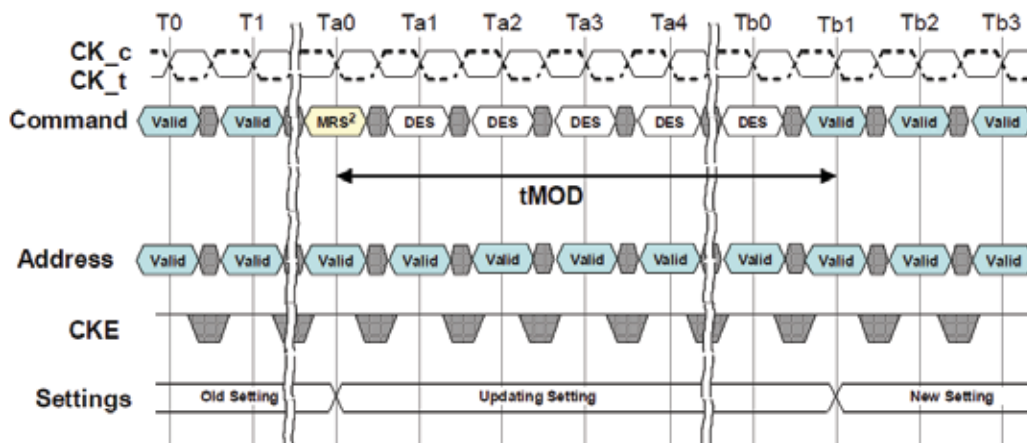 T0 T1 Ta0 Ta1 Ta2 Ta3 Ta4 Tb0 Tb1 Tb2 Tb3
CK_c
CK_t
Command Valid Valid MRS² DES DES DES DES DES Valid Valid Valid
tMOD
Address Valid Valid Valid Valid Valid Valid Valid Valid Valid Valid Valid
CKE
Settings Old Setting Updating Setting New Setting